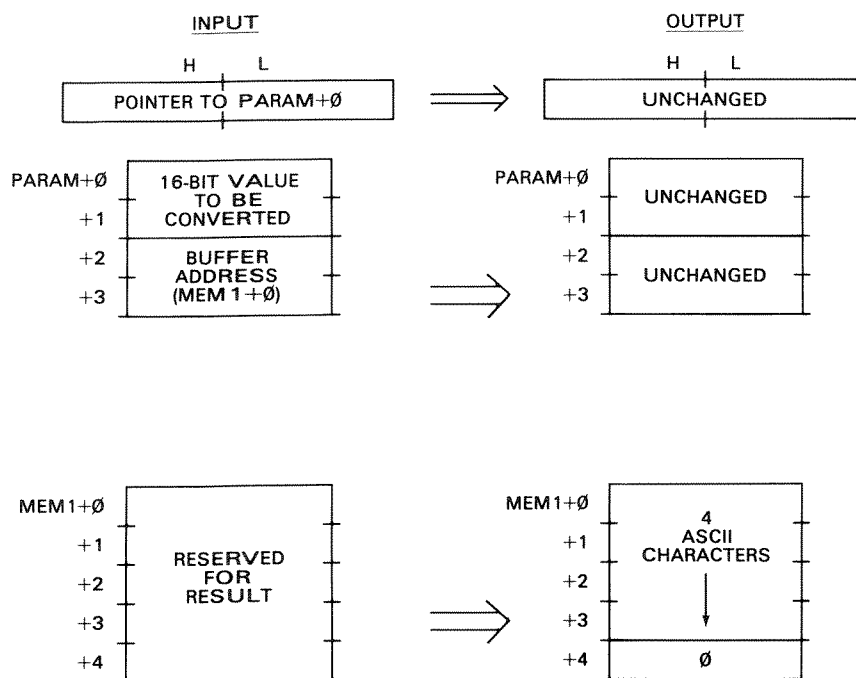 INPUT
OUTPUT
H L
POINTER TO PARAM+Ø
H L
UNCHANGED
PARAM+Ø
+1
+2
+3
16-BIT VALUE
TO BE
CONVERTED
BUFFER
ADDRESS
(MEM 1+Ø)
PARAM+Ø
+1
+2
+3
UNCHANGED
UNCHANGED
MEM1+Ø
+1
+2
+3
+4
RESERVED
FOR
RESULT
MEM1+Ø
+1
+2
+3
+4
4
ASCII
CHARACTERS
Ø